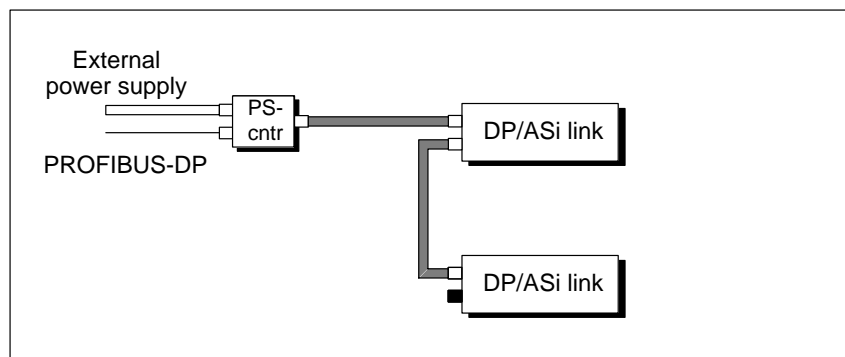 External
power supply
PS-
cntr
DP/ASi link
PROFIBUS-DP
DP/ASi link